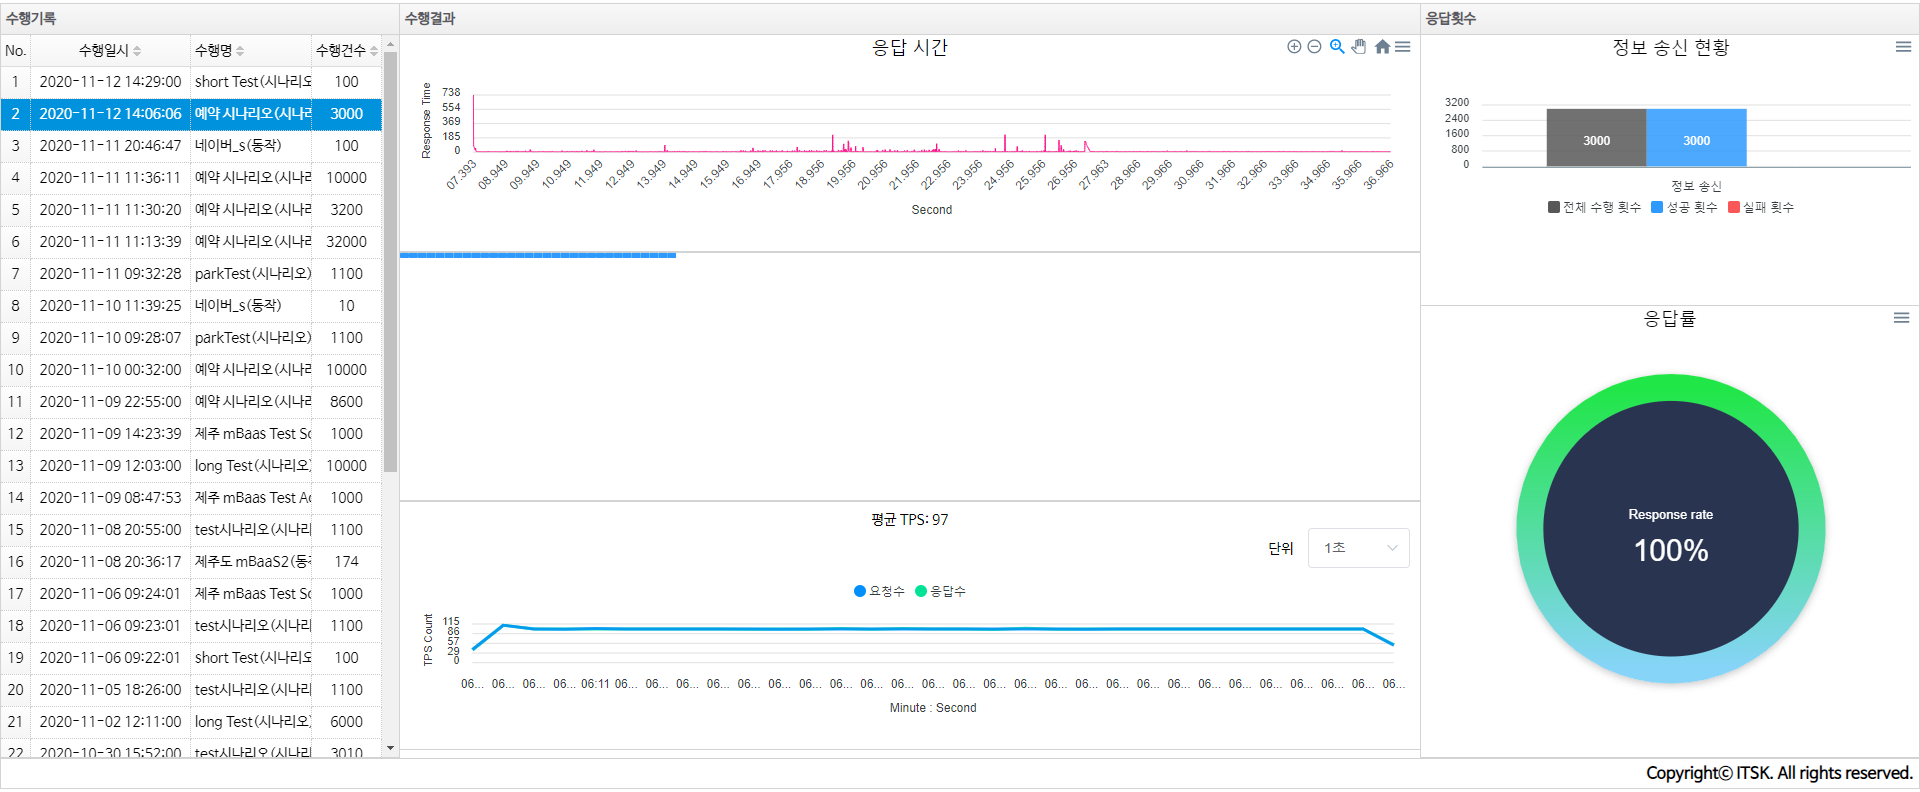 수행기록
No. 수행일시 수행명 수행건수
1 2020-11-12 14:29:00 short Test(시나리오 100
2 2020-11-12 14:06:06 예약 시나리오(시나리 3000
3 2020-11-11 20:46:47 네이버_s(동작) 100
4 2020-11-11 11:36:11 예약 시나리오(시나리 10000
5 2020-11-11 11:30:20 예약 시나리오(시나리 3200
6 2020-11-11 11:13:39 예약 시나리오(시나리 32000
7 2020-11-11 09:32:28 parkTest(시나리오) 1100
8 2020-11-10 11:39:25 네이버_s(동작) 10
9 2020-11-10 09:28:07 parkTest(시나리오) 1100
10 2020-11-10 00:32:00 예약 시나리오(시나리 10000
11 2020-11-09 22:55:00 예약 시나리오(시나리 8600
12 2020-11-09 14:23:39 제주 mBaas Test Sc 1000
13 2020-11-09 12:03:00 long Test(시나리오) 10000
14 2020-11-09 08:47:53 제주 mBaas Test Ac 1000
15 2020-11-08 20:55:00 test시나리오(시나리 1100
16 2020-11-08 20:36:17 제주도 mBaaS2(동작 174
17 2020-11-06 09:24:01 제주 mBaas Test Sc 1000
18 2020-11-06 09:23:01 test시나리오(시나리 1100
19 2020-11-06 09:22:01 short Test(시나리오 100
20 2020-11-05 18:26:00 test시나리오(시나리 1100
21 2020-11-02 12:11:00 long Test(시나리오) 6000
22 2020-10-30 15:52:00 test시나리오(시나리 3010
수행결과
응답 시간
Response Time
738
554
369
185
0
07.393 08.949 09.949 10.949 11.949 12.949 13.949 14.949 15.949 16.949 17.956 18.956 19.956 20.956 21.956 22.956 23.956 24.956 25.956 26.956 27.963 28.966 29.966 30.966 31.966 32.966 33.966 34.966 35.966 36.966
Second
평균 TPS: 97
단위 1초
요청수 응답수
TPS Count
115
86
57
29
0
06... 06... 06... 06... 06:11 06... 06... 06... 06... 06... 06... 06... 06... 06... 06... 06... 06... 06... 06... 06... 06... 06... 06... 06... 06... 06... 06... 06... 06... 06... 06...
Minute : Second
응답횟수
정보 송신 현황
3200
2400
1600
800
0
3000 3000
정보 송신
전체 수행 횟수 성공 횟수 실패 횟수
응답률
Response rate
100%
Copyrightⓒ ITSK. All rights reserved.